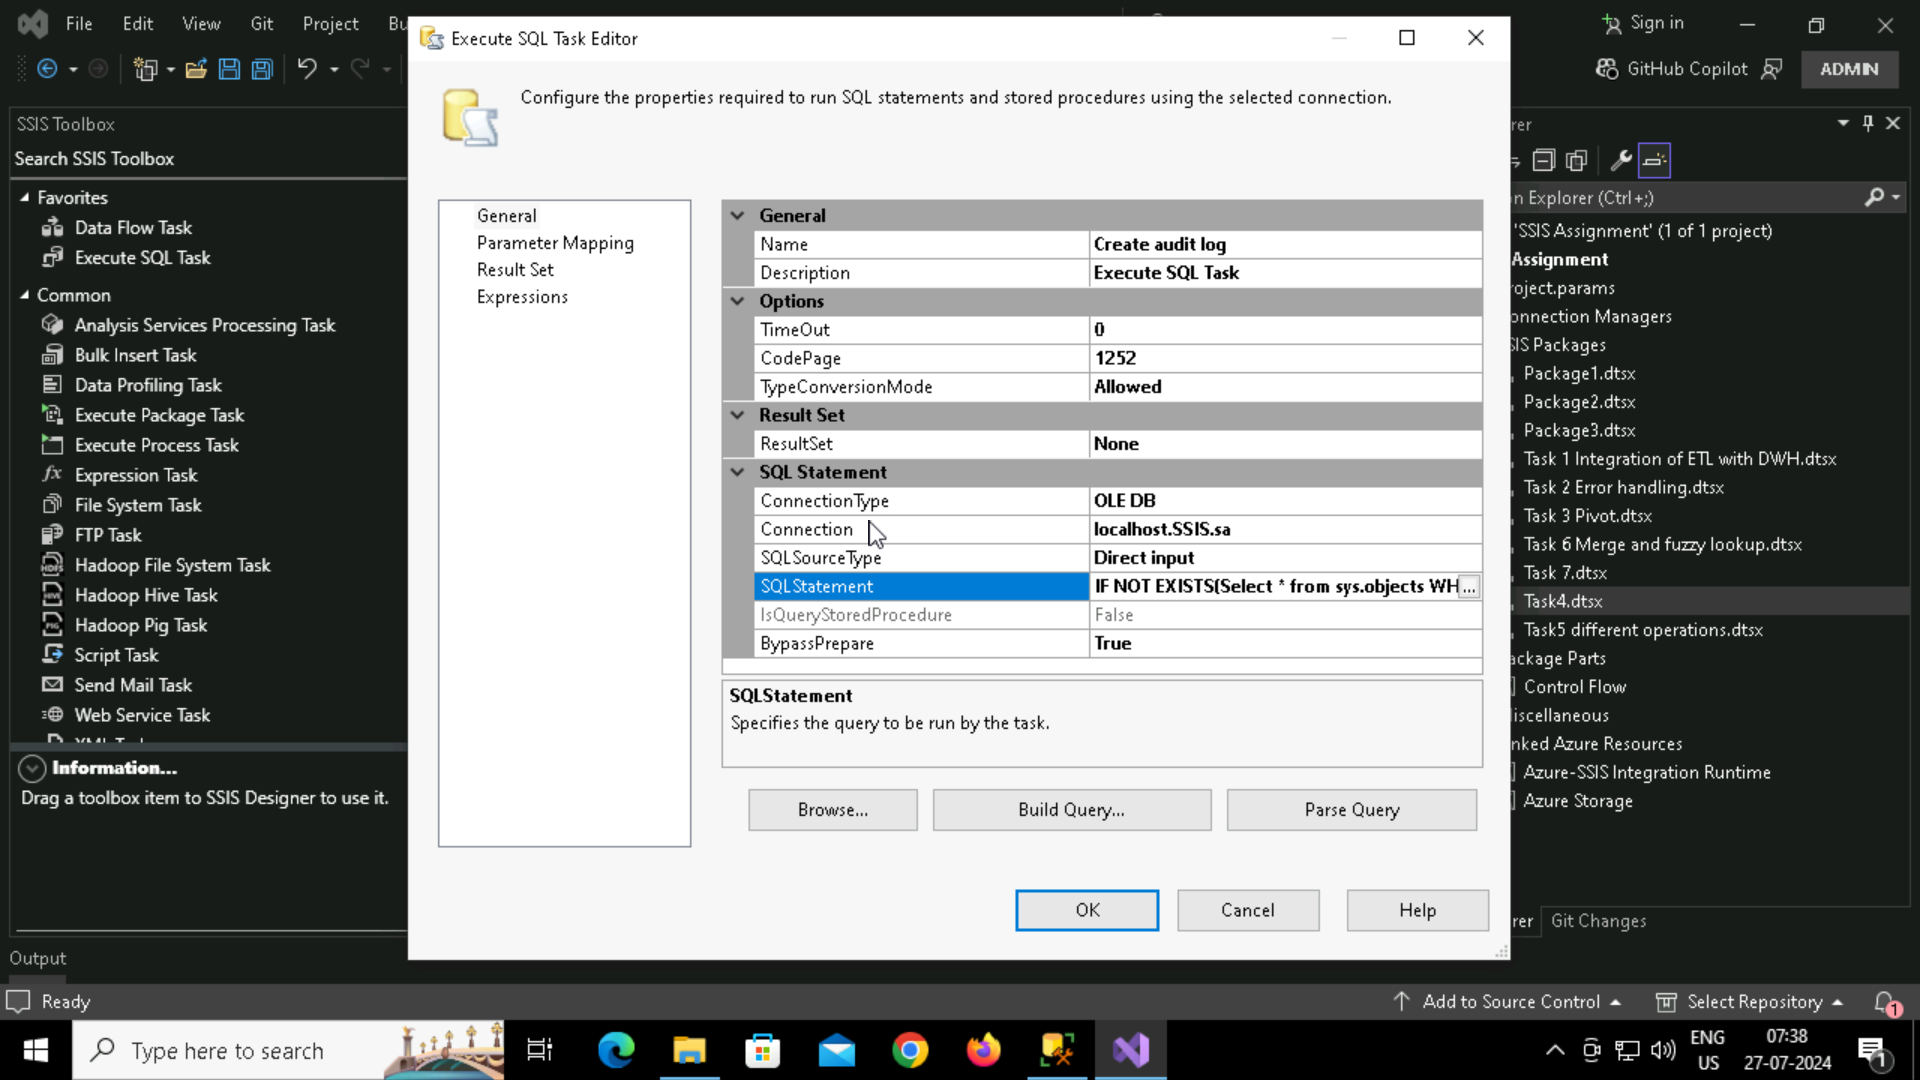 File Edit View Git Project
Execute SQL Task Editor
Sign in
GitHub Copilot
ADMIN
Configure the properties required to run SQL statements and stored procedures using the selected connection.
SSIS Toolbox
Search SSIS Toolbox
Favorites
Data Flow Task
Execute SQL Task
Common
Analysis Services Processing Task
Bulk Insert Task
Data Profiling Task
Execute Package Task
Execute Process Task
Expression Task
File System Task
FTP Task
Hadoop File System Task
Hadoop Hive Task
Hadoop Pig Task
Script Task
Send Mail Task
Web Service Task
Information...
Drag a toolbox item to SSIS Designer to use it.
Output
General
Parameter Mapping
Result Set
Expressions
General
Name Create audit log
Description Execute SQL Task
Options
TimeOut 0
CodePage 1252
TypeConversionMode Allowed
Result Set
ResultSet None
SQL Statement
ConnectionType OLE DB
Connection localhost.SSIS.sa
SQLSourceType Direct input
SQLStatement IF NOT EXISTS(Select * from sys.objects WH ...
IsQueryStoredProcedure False
BypassPrepare True
SQLStatement
Specifies the query to be run by the task.
Browse... Build Query... Parse Query
OK Cancel Help
Explorer (Ctrl+;)
'SSIS Assignment' (1 of 1 project)
Assignment
oject.params
onnection Managers
SIS Packages
Package1.dtsx
Package2.dtsx
Package3.dtsx
Task 1 Integration of ETL with DWH.dtsx
Task 2 Error handling.dtsx
Task 3 Pivot.dtsx
Task 6 Merge and fuzzy lookup.dtsx
Task 7.dtsx
Task4.dtsx
Task5 different operations.dtsx
ackage Parts
Control Flow
iscellaneous
nked Azure Resources
Azure-SSIS Integration Runtime
Azure Storage
rer Git Changes
Ready
Add to Source Control Select Repository 1
Type here to search
ENG
US
07:38
27-07-2024
1